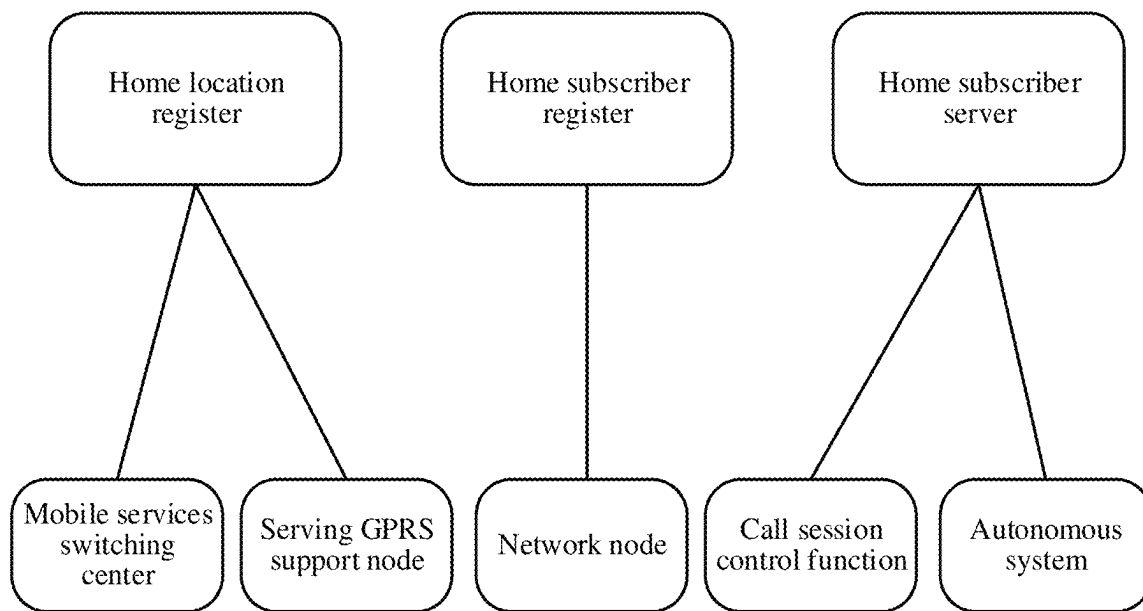 Home location
register
Home subscriber
register
Home subscriber
server
Mobile services
switching
center
Serving GPRS
support node
Network node
Call session
control function
Autonomous
system